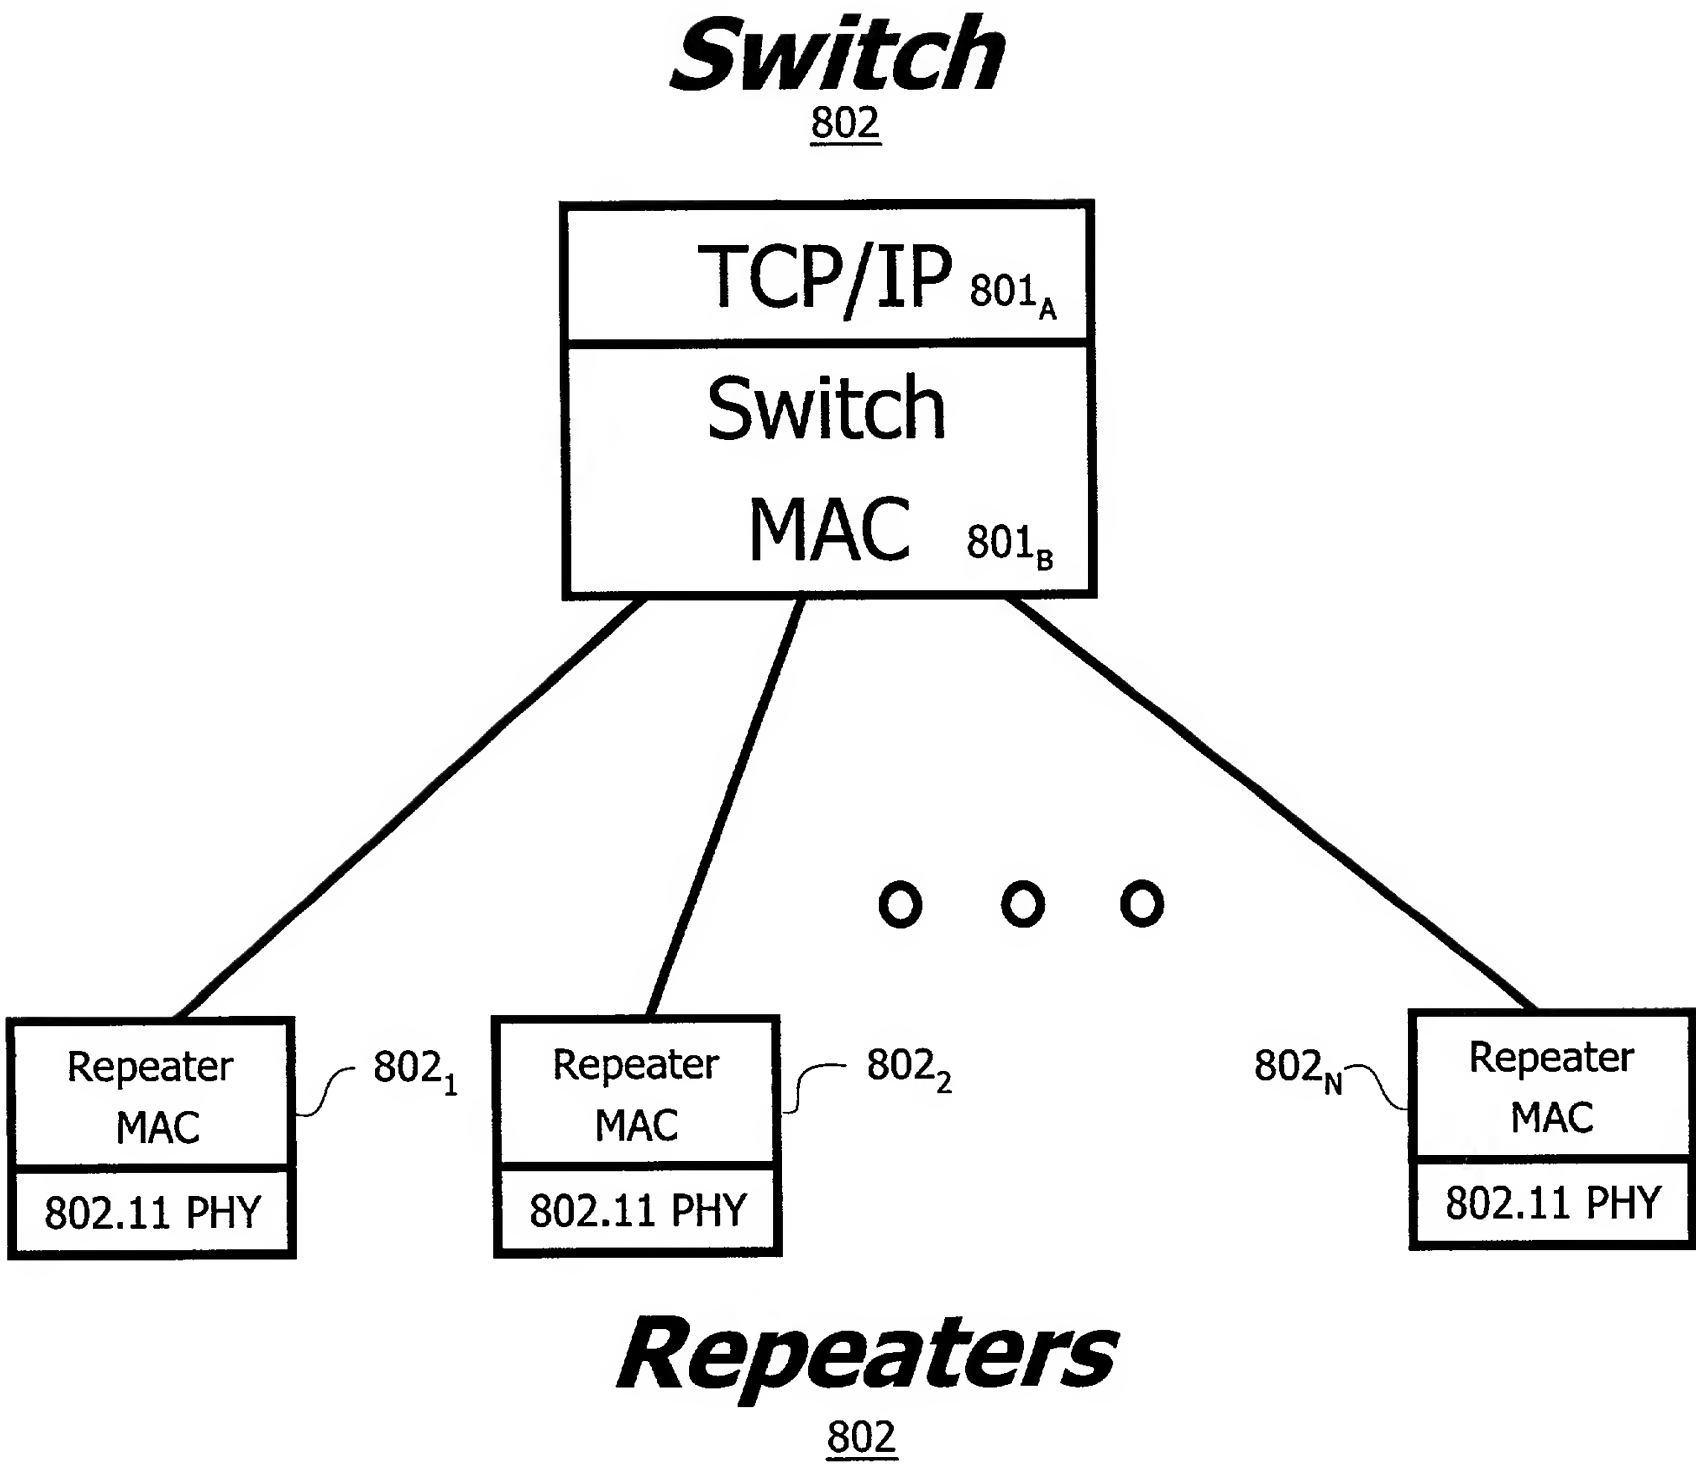 Switch
802
TCP/IP 801A
Switch
MAC 801B
Repeater
MAC
802.11 PHY
8021
Repeater
MAC
802.11 PHY
8022
802N
Repeater
MAC
802.11 PHY
Repeaters
802